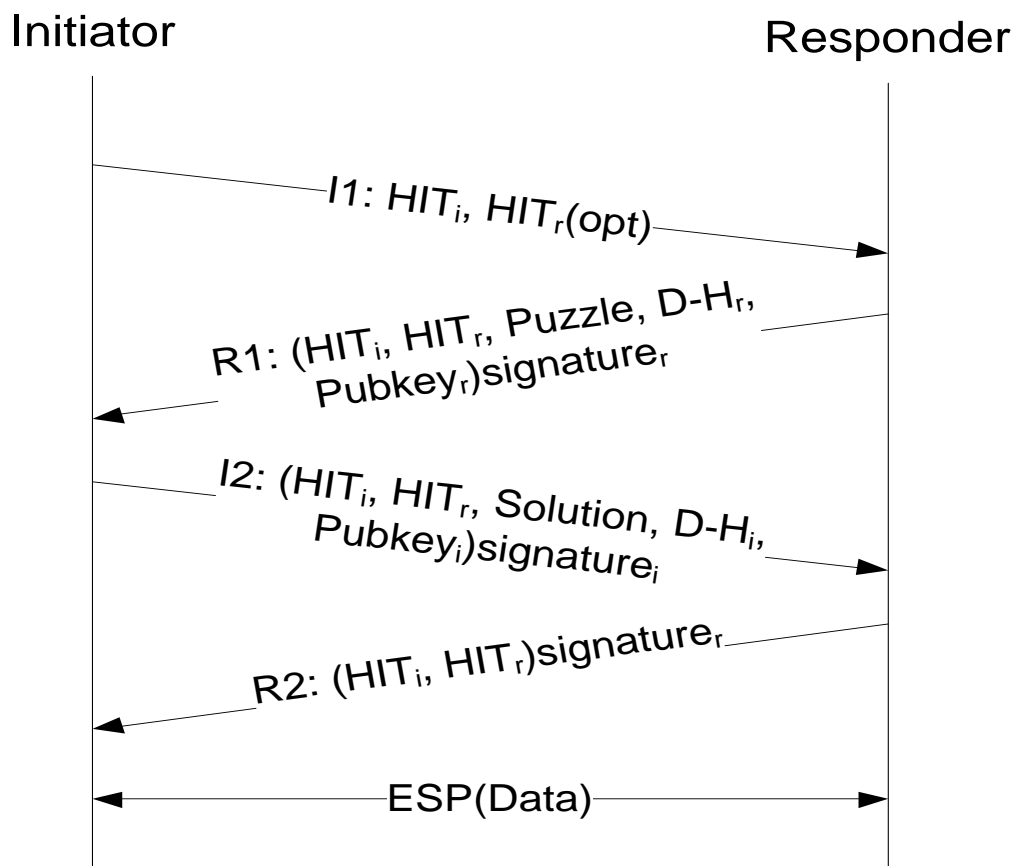 Initiator
Responder
I1: HITᵢ, HITᵣ(opt)
R1: (HITᵢ, HITᵣ, Puzzle, D-Hᵣ,
Pubkeyᵣ)signatureᵣ
I2: (HITᵢ, HITᵣ, Solution, D-Hᵢ,
Pubkeyᵢ)signatureᵢ
R2: (HITᵢ, HITᵣ)signatureᵣ
ESP(Data)